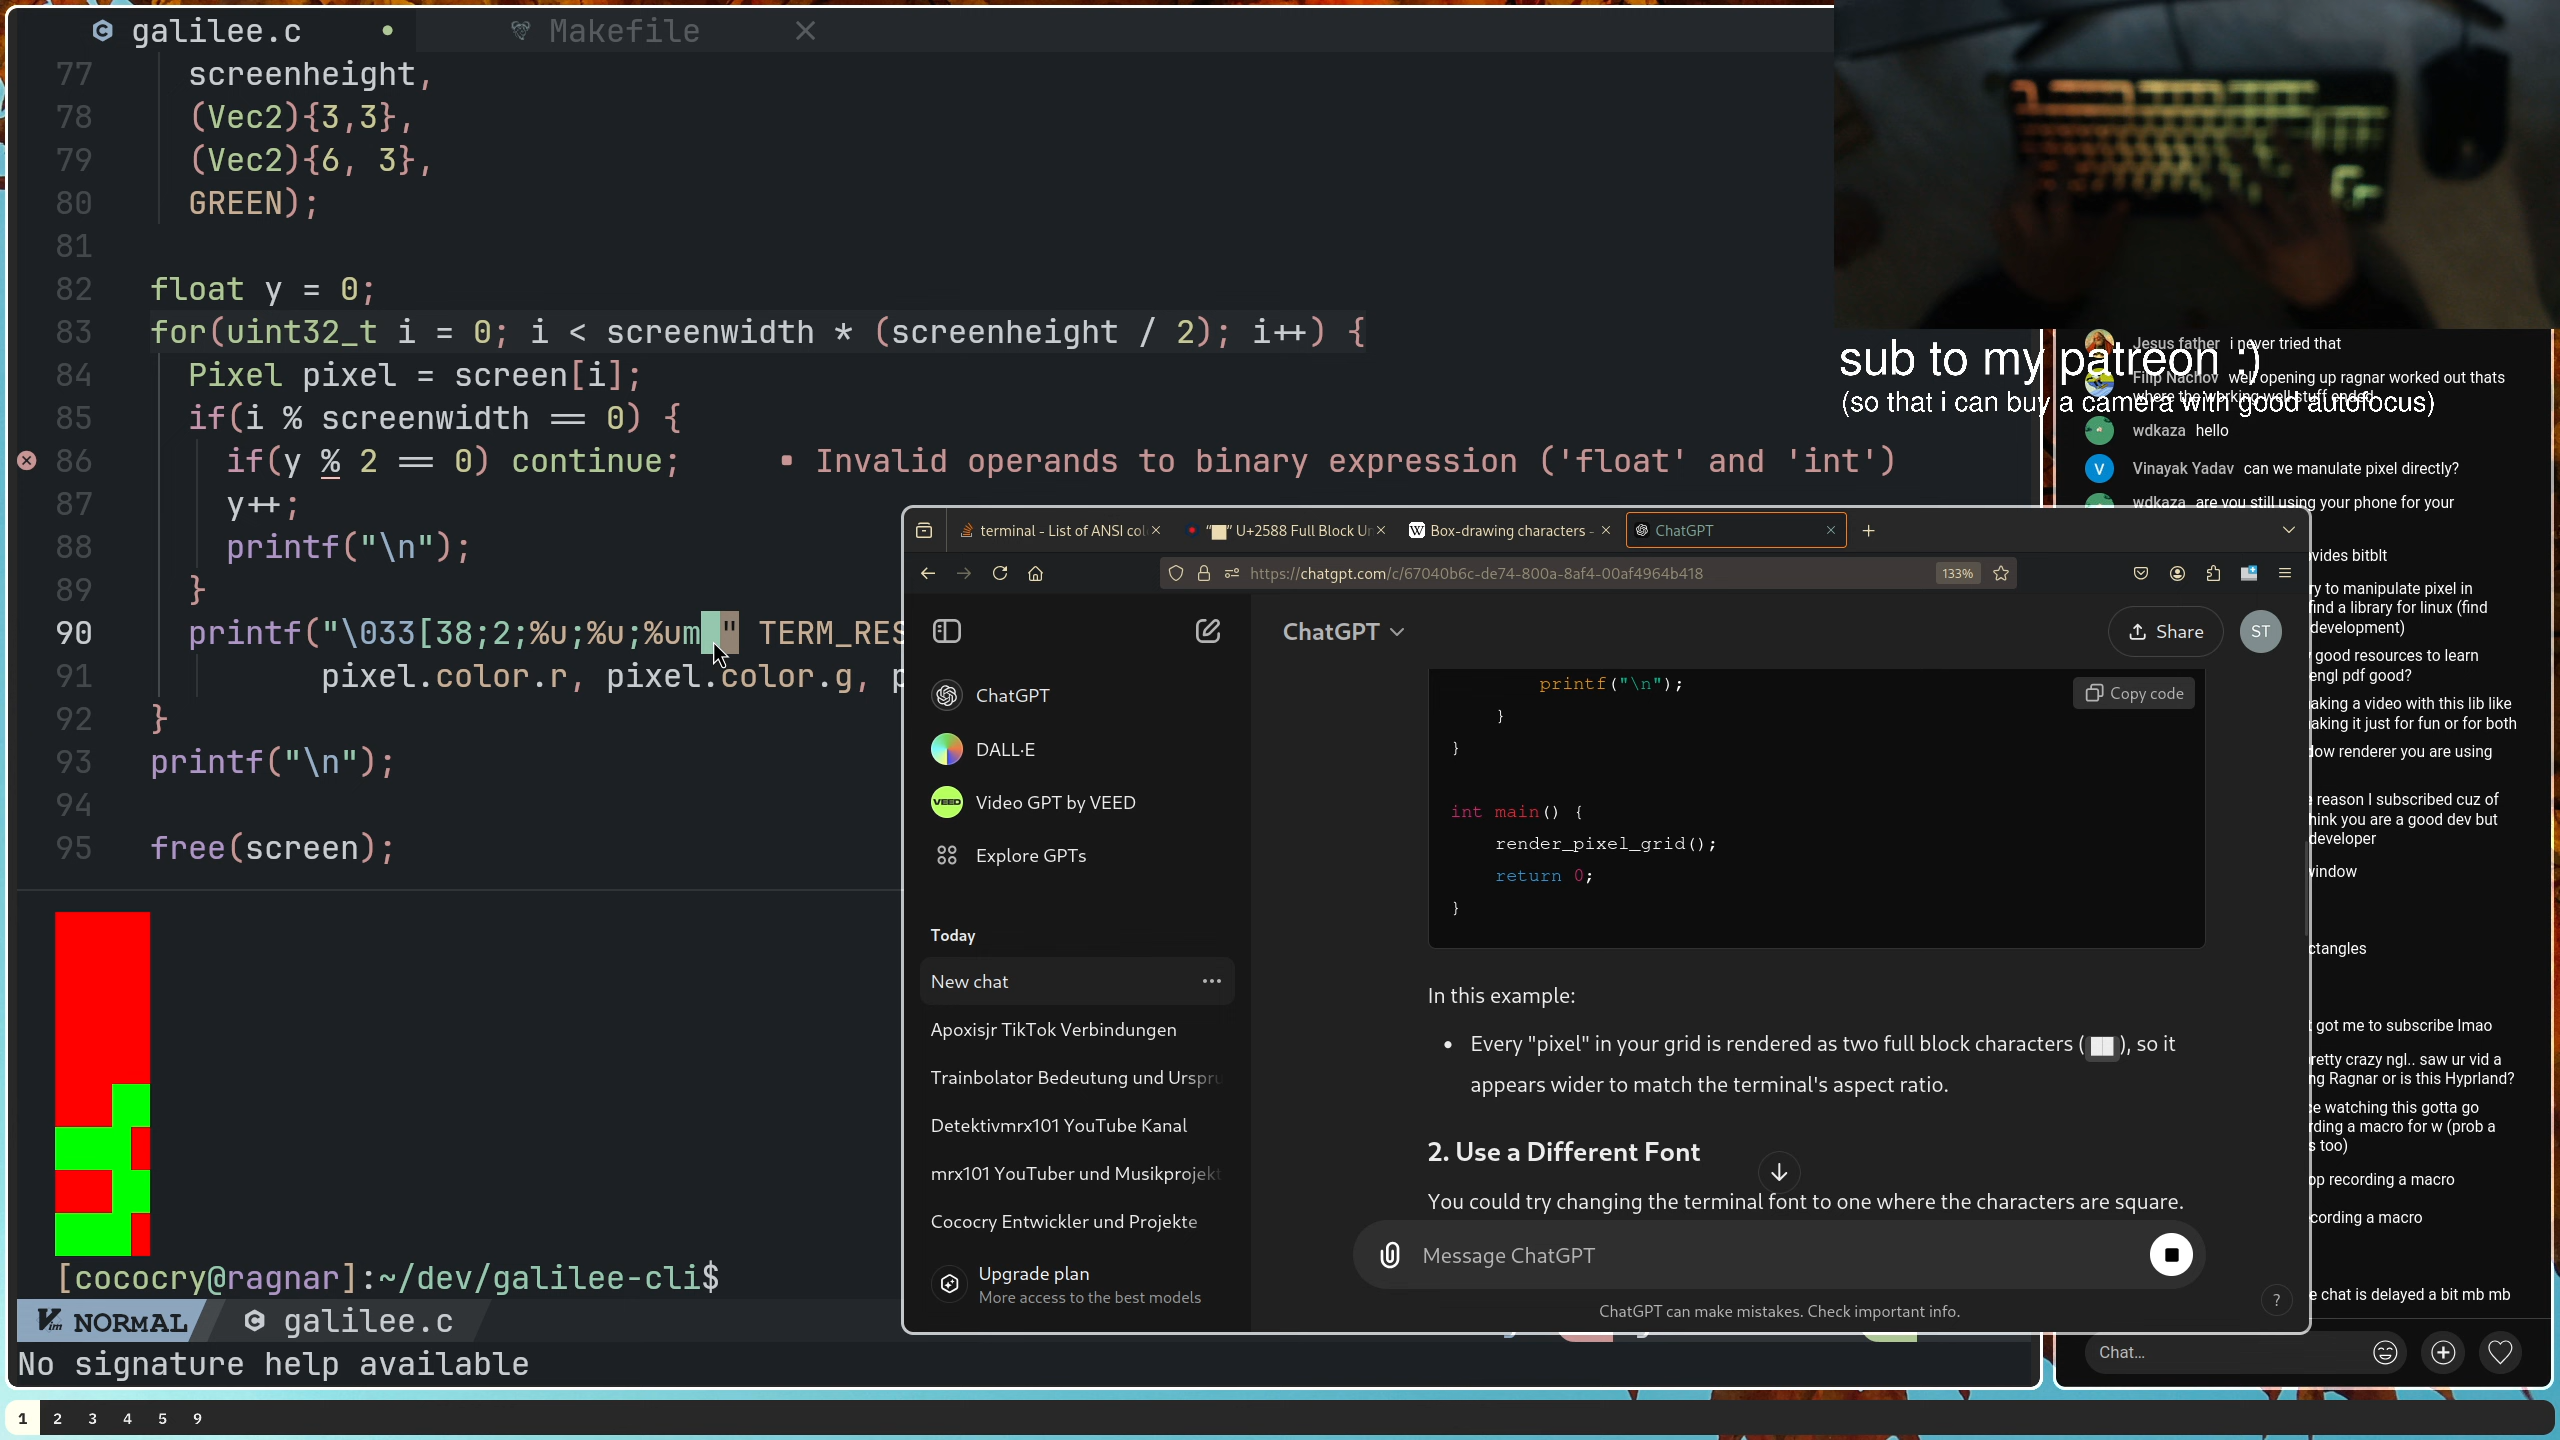 galilee.c
Makefile
77 screenheight,
78 (Vec2){3,3},
79 (Vec2){6, 3},
80 GREEN);
81
82 float y = 0;
83 for(uint32_t i = 0; i < screenwidth * (screenheight / 2); i++) {
84 Pixel pixel = screen[i];
85 if(i % screenwidth == 0) {
86 if(y % 2 == 0) continue; ▪ Invalid operands to binary expression ('float' and 'int')
87 y++;
88 printf("\n");
89 }
90 printf("\033[38;2;%u;%u;%um█" TERM_RES
91 pixel.color.r, pixel.color.g, p
92 }
93 printf("\n");
94
95 free(screen);
[cococry@ragnar]:~/dev/galilee-cli$
NORMAL galilee.c
No signature help available
1 2 3 4 5 9
sub to my patreon ;)
(so that i can buy a camera with good autofocus)
Jesus father i never tried that
Filip Nachov well opening up ragnar worked out thats
where the working well stuff ended
wdkaza hello
V Vinayak Yadav can we manulate pixel directly?
wdkaza are you still using your phone for your
vides bitblt
ry to manipulate pixel in
find a library for linux (find
development)
good resources to learn
engl pdf good?
aking a video with this lib like
aking it just for fun or for both
dow renderer you are using
e reason I subscribed cuz of
hink you are a good dev but
developer
window
ctangles
got me to subscribe lmao
retty crazy ngl.. saw ur vid a
ng Ragnar or is this Hyprland?
ce watching this gotta go
rding a macro for w (prob a
s too)
op recording a macro
cording a macro
e chat is delayed a bit mb mb
Chat...
terminal - List of ANSI col
"█" U+2588 Full Block Un
Box-drawing characters -
ChatGPT
https://chatgpt.com/c/67040b6c-de74-800a-8af4-00af4964b418
133%
ChatGPT
DALL·E
VEED Video GPT by VEED
Explore GPTs
Today
New chat
Apoxisjr TikTok Verbindungen
Trainbolator Bedeutung und Urspru
Detektivmrx101 YouTube Kanal
mrx101 YouTuber und Musikprojekt
Cococry Entwickler und Projekte
Upgrade plan
More access to the best models
ChatGPT
Share
ST
Copy code
printf("\n");
}
}
int main() {
render_pixel_grid();
return 0;
}
In this example:
• Every "pixel" in your grid is rendered as two full block characters (██), so it
appears wider to match the terminal's aspect ratio.
2. Use a Different Font
You could try changing the terminal font to one where the characters are square.
Message ChatGPT
ChatGPT can make mistakes. Check important info.
?